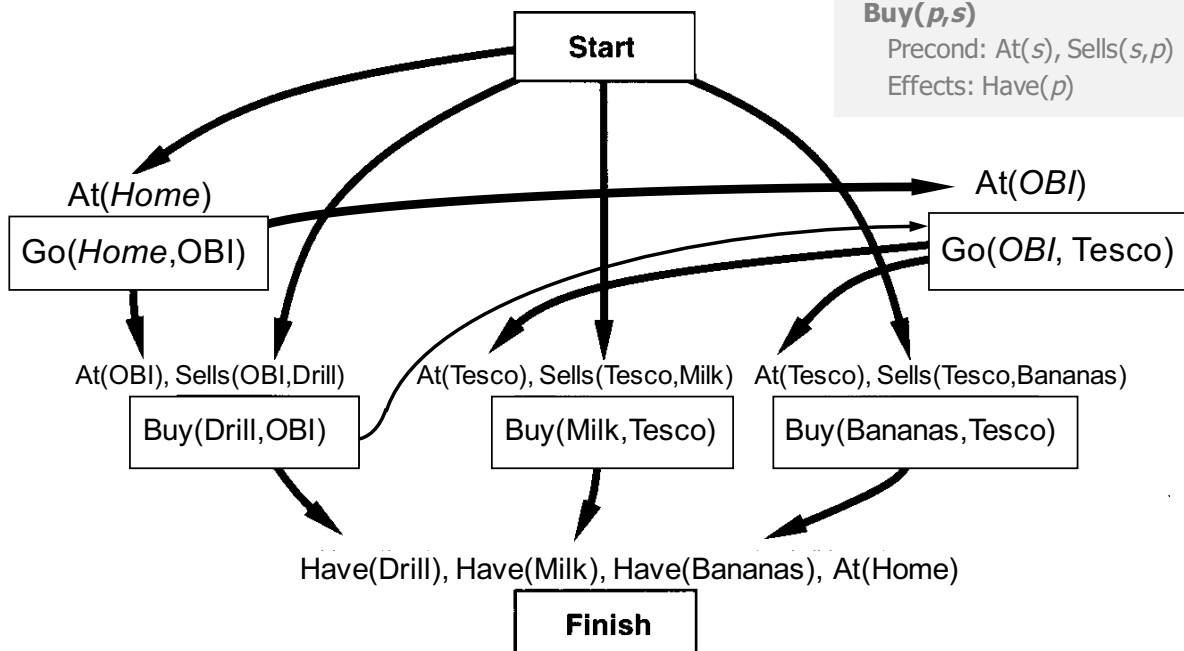 Buy(p,s)
Precond: At(s), Sells(s,p)
Effects: Have(p)
Start
At(Home)
At(OBI)
Go(Home,OBI)
Go(OBI, Tesco)
At(OBI), Sells(OBI,Drill)
At(Tesco), Sells(Tesco,Milk)
At(Tesco), Sells(Tesco,Bananas)
Buy(Drill,OBI)
Buy(Milk,Tesco)
Buy(Bananas,Tesco)
Have(Drill), Have(Milk), Have(Bananas), At(Home)
Finish